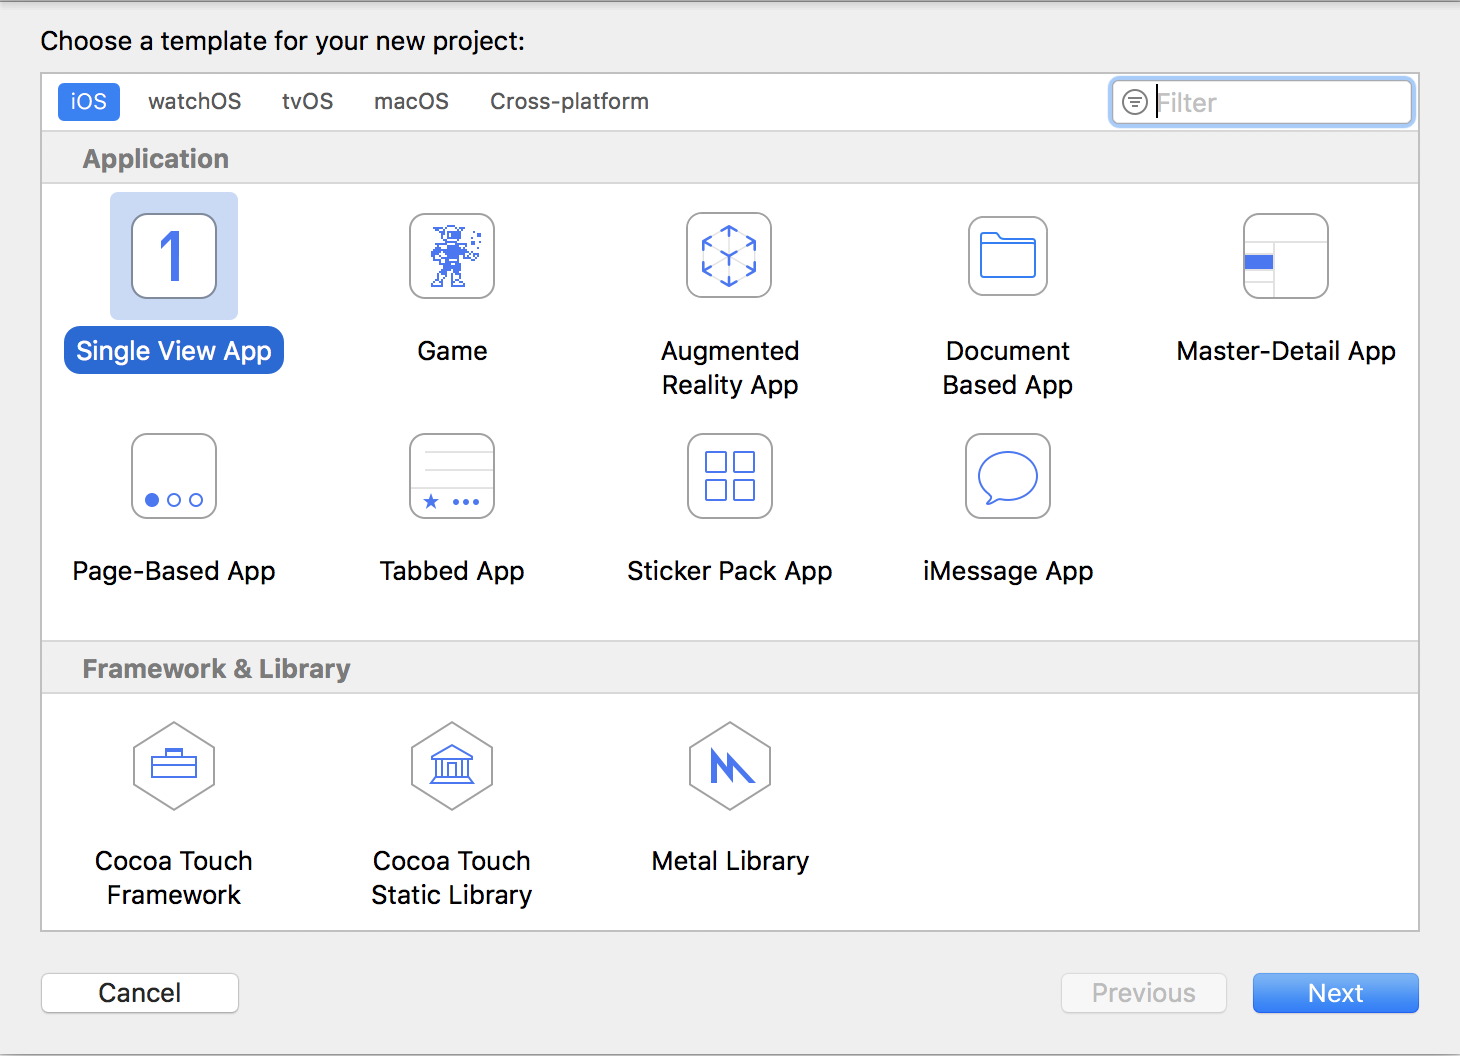 Choose a template for your new project:
iOS watchOS tvOS macOS Cross-platform Filter
Application
1
Single View App Game Augmented Document Master-Detail App
Reality App Based App
Page-Based App Tabbed App Sticker Pack App iMessage App
Framework & Library
Cocoa Touch Cocoa Touch Metal Library
Framework Static Library
Cancel Previous Next